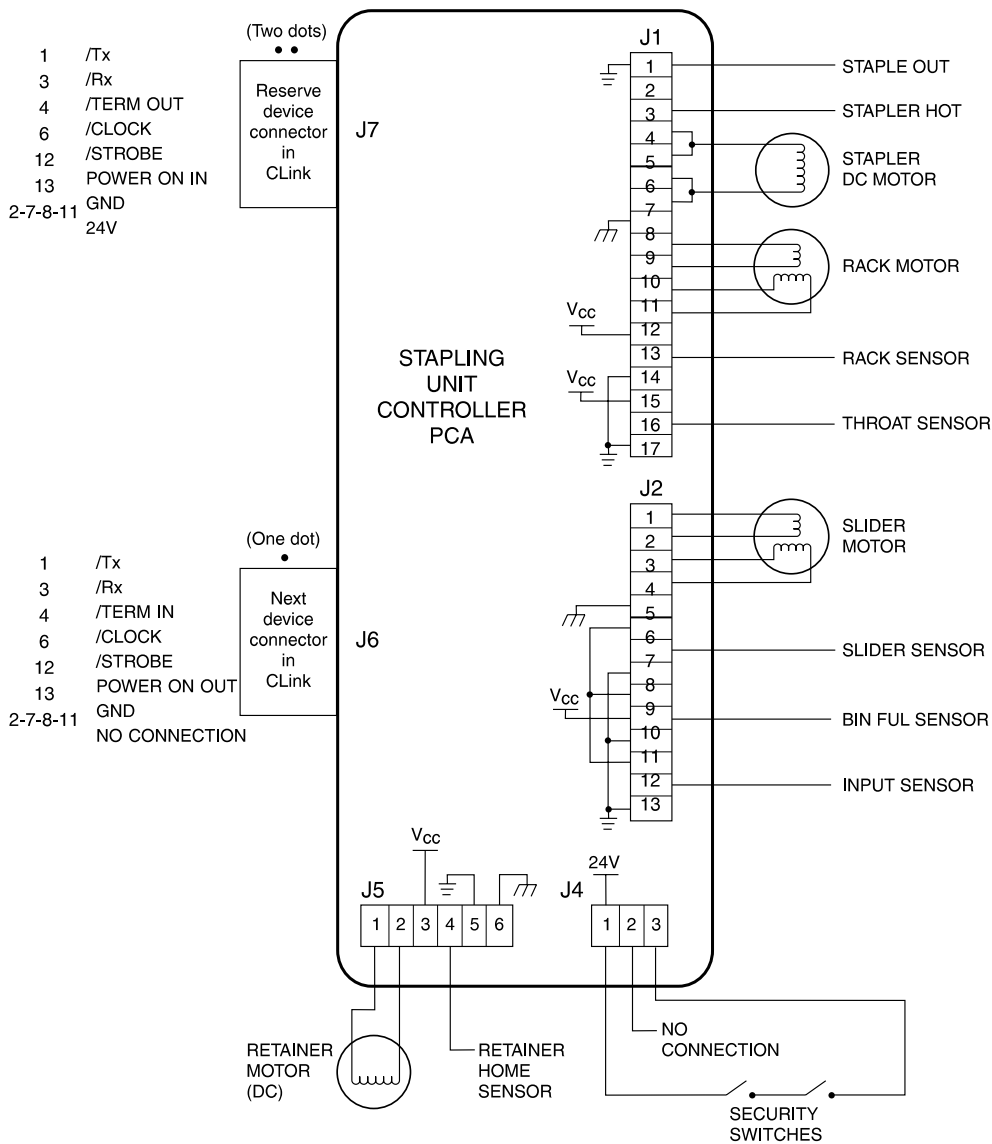 (Two dots)
1 /Tx
3 /Rx
4 /TERM OUT
6 /CLOCK
12 /STROBE
13 POWER ON IN
2-7-8-11 GND
24V
Reserve
device
connector
in
CLink
J7
(One dot)
1 /Tx
3 /Rx
4 /TERM IN
6 /CLOCK
12 /STROBE
13 POWER ON OUT
2-7-8-11 GND
NO CONNECTION
Next
device
connector
in
CLink
J6
STAPLING
UNIT
CONTROLLER
PCA
J1
1
2
3
4
5
6
7
8
9
10
11
12
13
14
15
16
17
VCC
VCC
STAPLE OUT
STAPLER HOT
STAPLER
DC MOTOR
RACK MOTOR
RACK SENSOR
THROAT SENSOR
J2
1
2
3
4
5
6
7
8
9
10
11
12
13
VCC
SLIDER
MOTOR
SLIDER SENSOR
BIN FUL SENSOR
INPUT SENSOR
VCC
J5
1 2 3 4 5 6
RETAINER
MOTOR
(DC)
RETAINER
HOME
SENSOR
24V
J4
1 2 3
NO
CONNECTION
SECURITY
SWITCHES